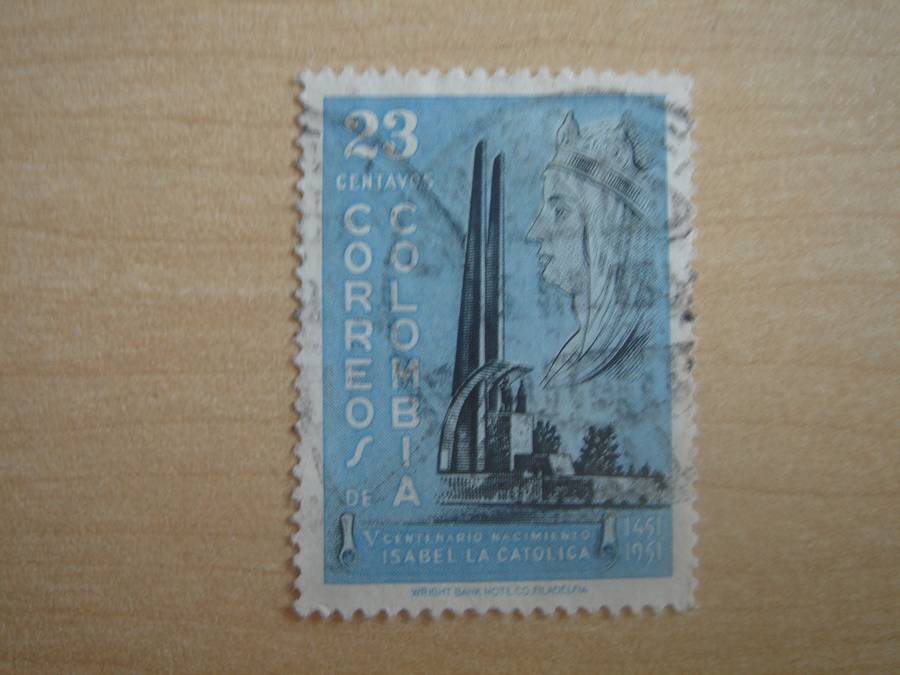 23
CENTAVOS
CORREOS
DE
COLOMBIA
V CENTENARIO NACIMIENTO
ISABEL LA CATOLICA
1451
1951
WRIGHT BANK NOTE CO. FILADELFIA